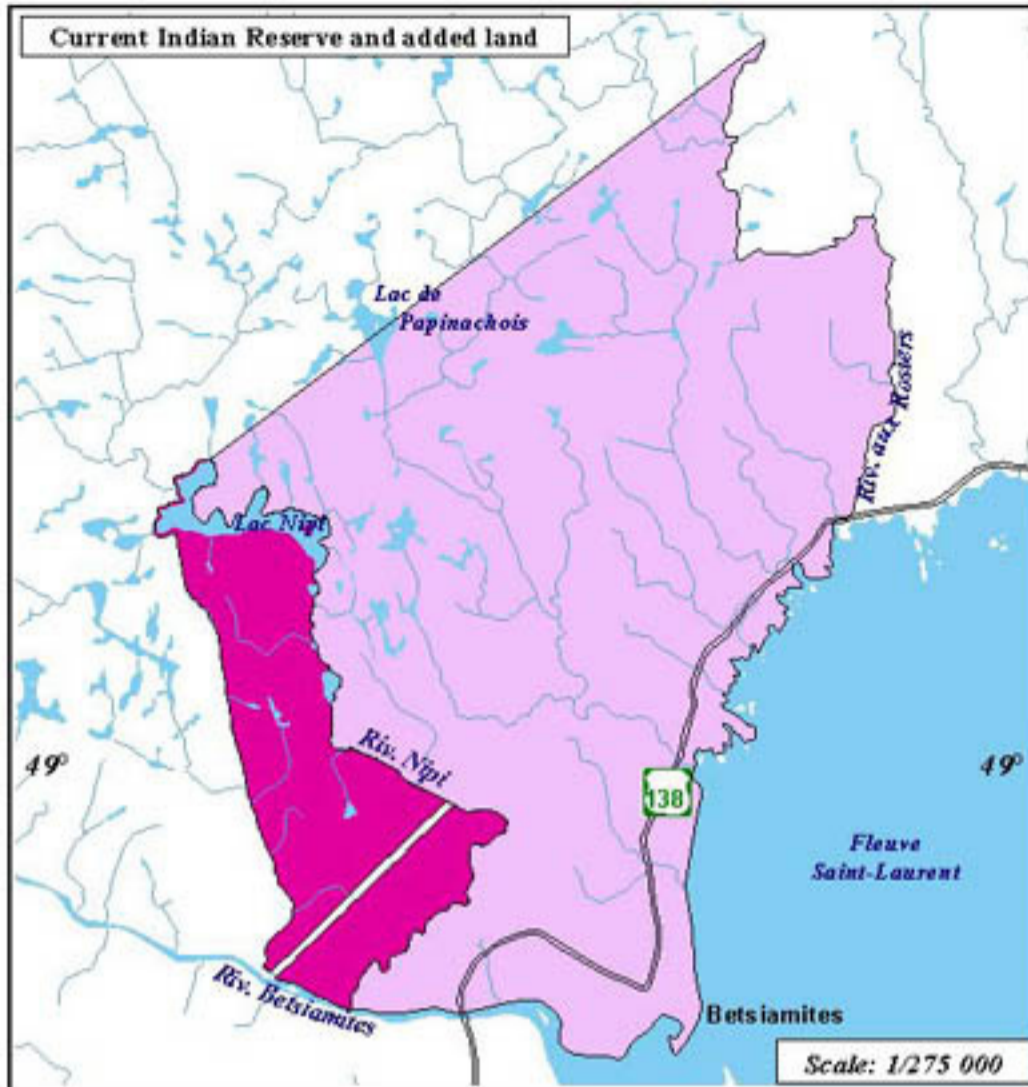 Current Indian Reserve and added land
Lac de
Papinachois
Riv. aux Rosiers
Lac Nipi
Riv. Nipi
49°
49°
138
Fleuve
Saint-Laurent
Riv. Betsiamites
Betsiamites
Scale: 1/275 000